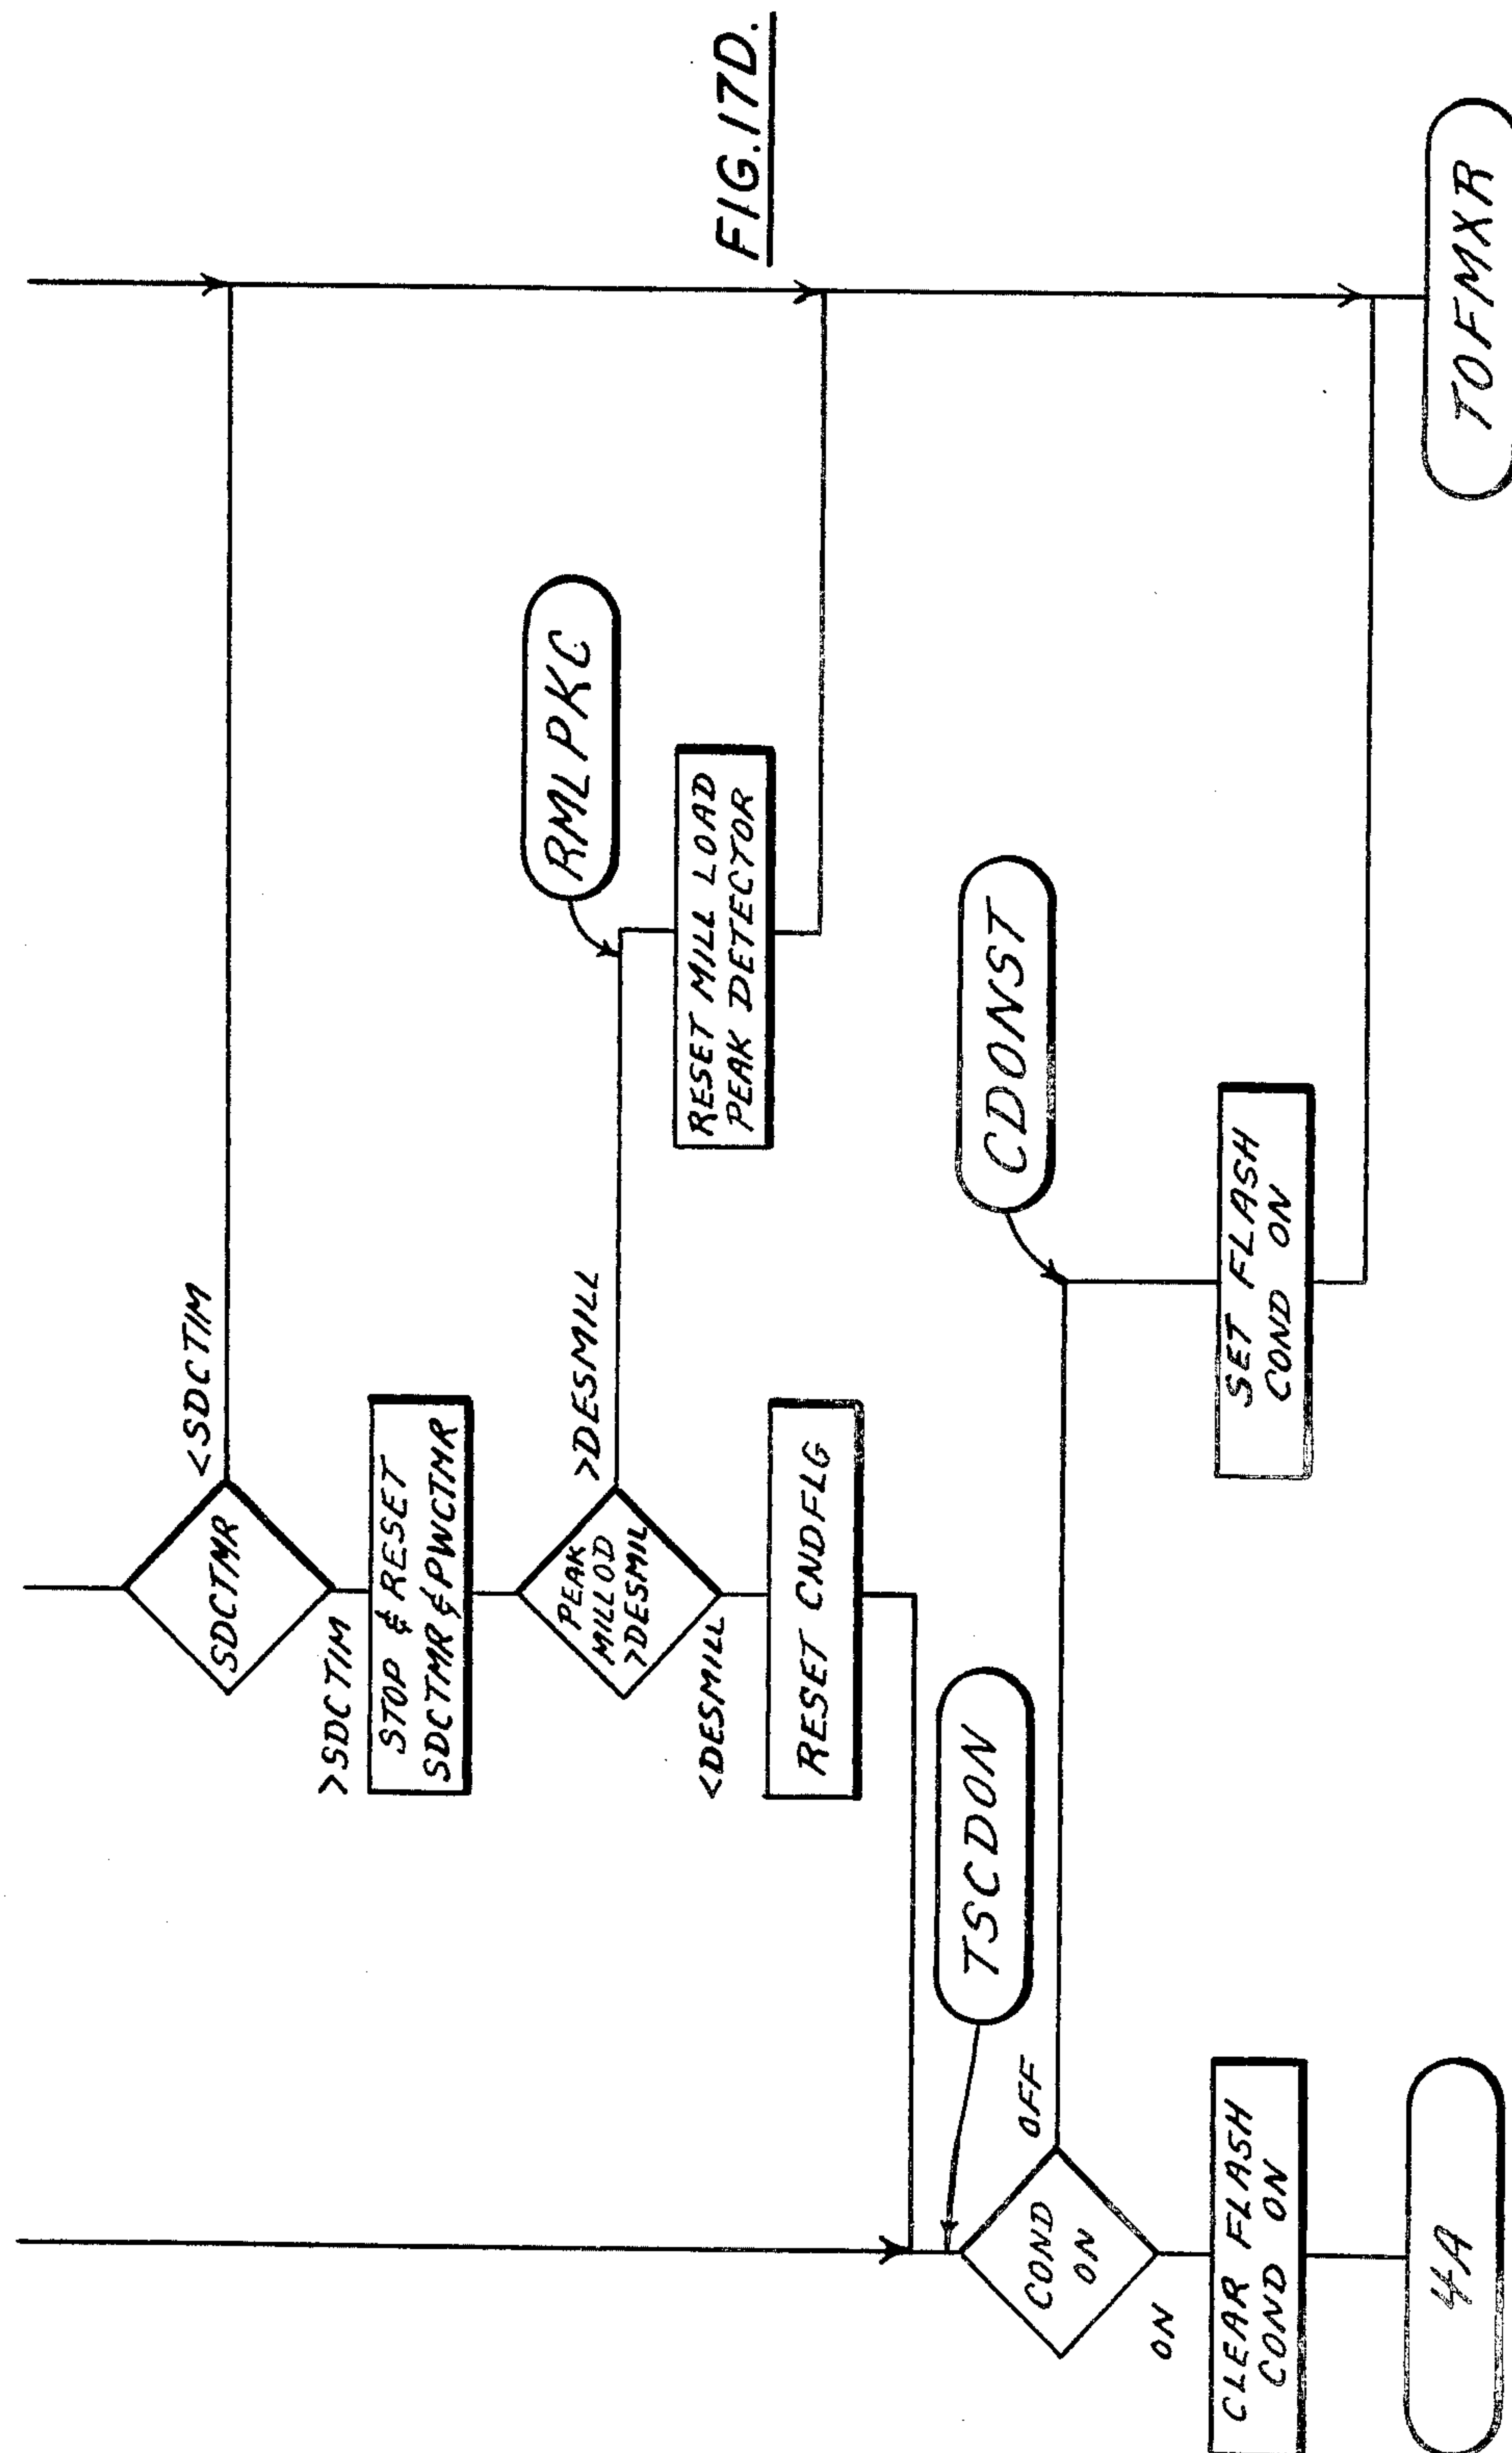 SDCTMR
<SDCTIM
>SDCTIM
STOP & RESET
SDCTMR & PWCTMR
PEAK
MILLOD
>DESMIL
>DESMILL
<DESMILL
RMLPKC
RESET MILL LOAD
PEAK DETECTOR
RESET CNDFLG
TSCDON
COND
ON
OFF
ON
CDONST
SET FLASH
COND ON
CLEAR FLASH
COND ON
4A
TOFMXR
FIG.17D.